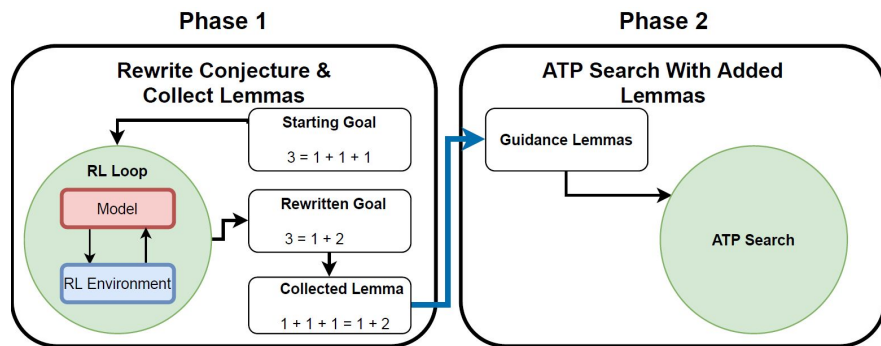 Phase 1
Rewrite Conjecture &
Collect Lemmas
Starting Goal
3 = 1 + 1 + 1
RL Loop
Model
RL Environment
Rewritten Goal
3 = 1 + 2
Collected Lemma
1 + 1 + 1 = 1 + 2
Phase 2
ATP Search With Added
Lemmas
Guidance Lemmas
ATP Search